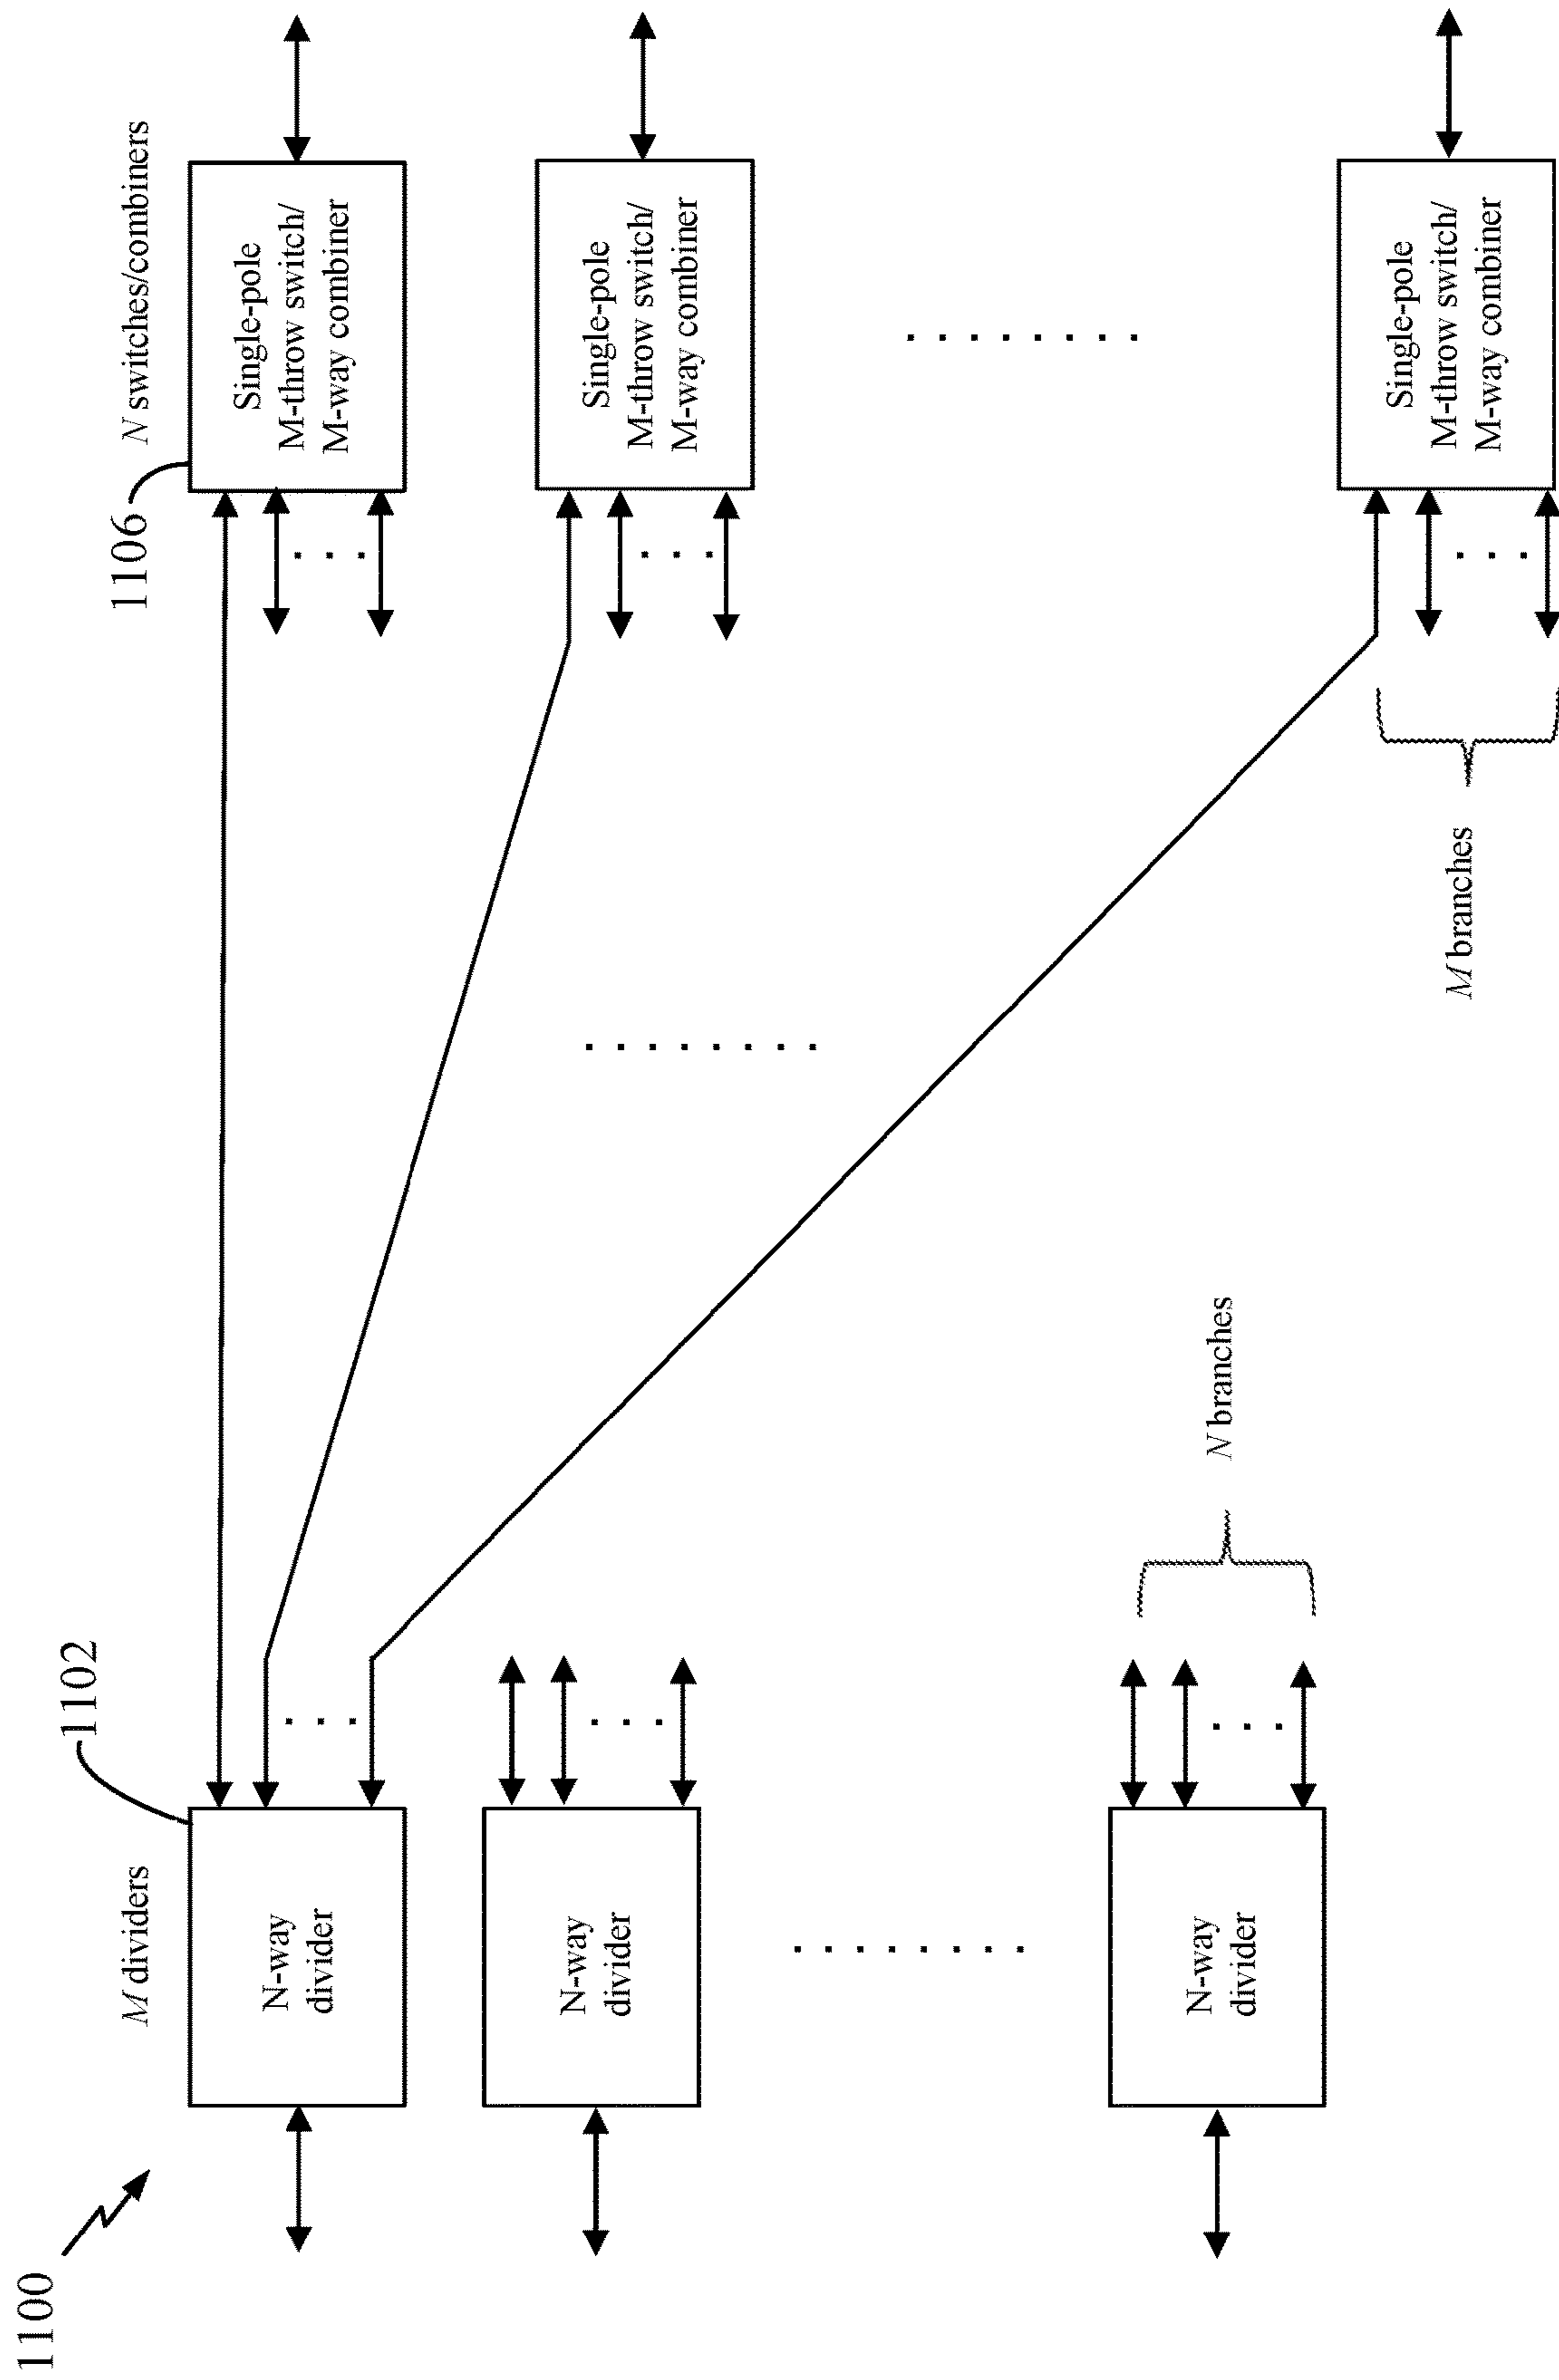 1100
M dividers
1102
N switches/combiners
1106
N-way
divider
Single-pole
M-throw switch/
M-way combiner
N-way
divider
Single-pole
M-throw switch/
M-way combiner
N-way
divider
N branches
M branches
Single-pole
M-throw switch/
M-way combiner